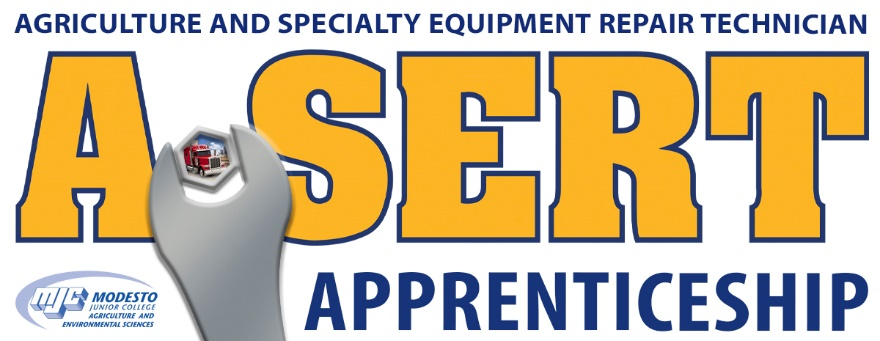 AGRICULTURE AND SPECIALTY EQUIPMENT REPAIR TECHNICIAN
ASERT
APPRENTICESHIP
MJC MODESTO
JUNIOR COLLEGE
AGRICULTURE AND
ENVIRONMENTAL SCIENCES